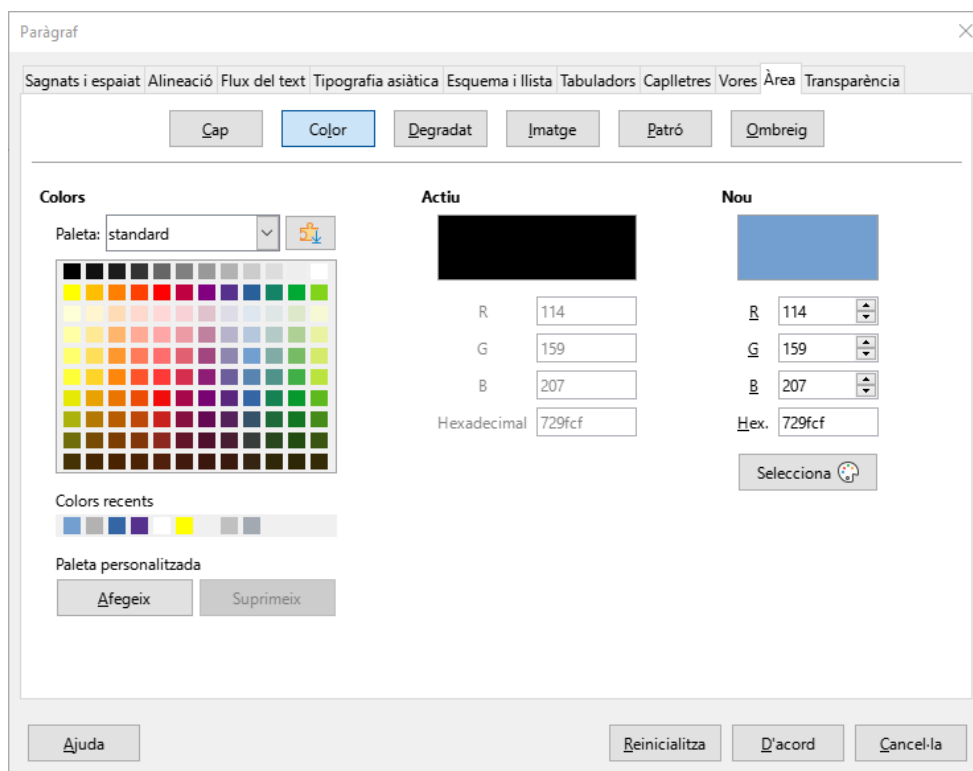 Paràgraf
Sagnats i espaiat Alineació Flux del text Tipografia asiàtica Esquema i llista Tabuladors Caplletres Vores Àrea Transparència
Cap Color Degradat Imatge Patró Ombreig
Colors Actiu Nou
Paleta: standard
R 114 R 114
G 159 G 159
B 207 B 207
Hexadecimal 729fcf Hex. 729fcf
Selecciona
Colors recents
Paleta personalitzada
Afegeix Suprimeix
Ajuda Reinicialitza D'acord Cancel·la